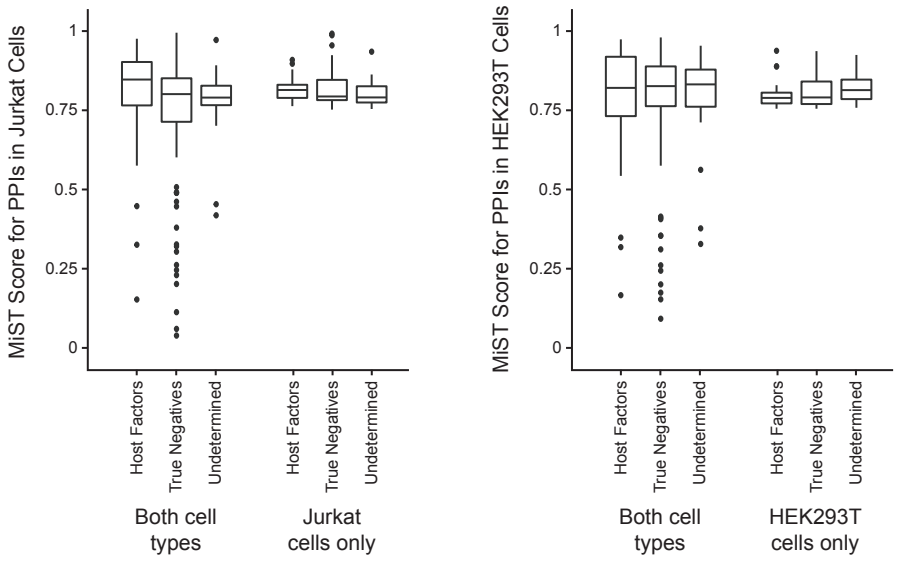 MiST Score for PPIs in Jurkat Cells
1
0.75
0.5
0.25
0
Host Factors
True Negatives
Undetermined
Host Factors
True Negatives
Undetermined
Both cell
types
Jurkat
cells only
MiST Score for PPIs in HEK293T Cells
1
0.75
0.5
0.25
0
Host Factors
True Negatives
Undetermined
Host Factors
True Negatives
Undetermined
Both cell
types
HEK293T
cells only